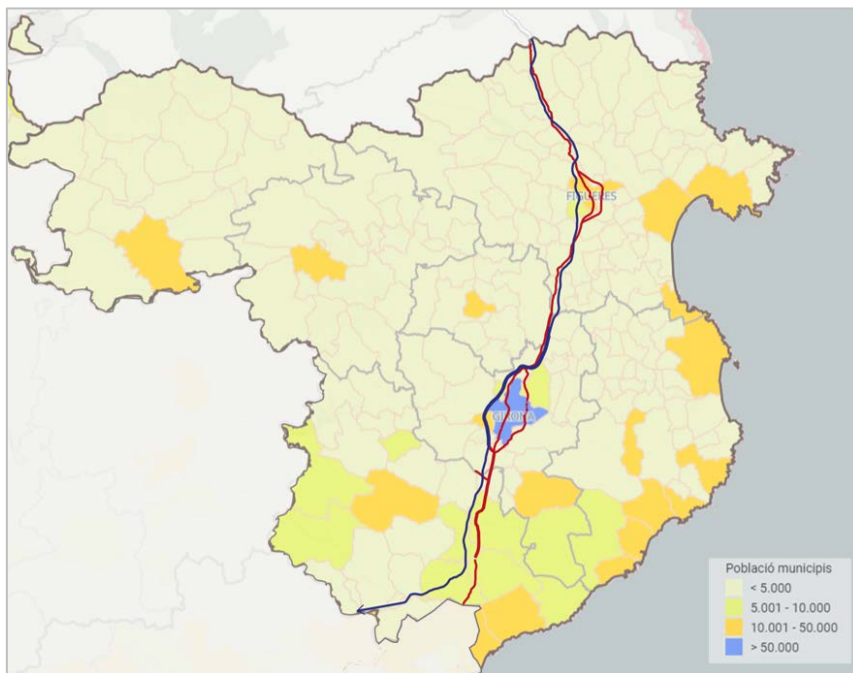 FIGUERES
GIRONA
Població municipis
< 5.000
5.001 - 10.000
10.001 - 50.000
> 50.000